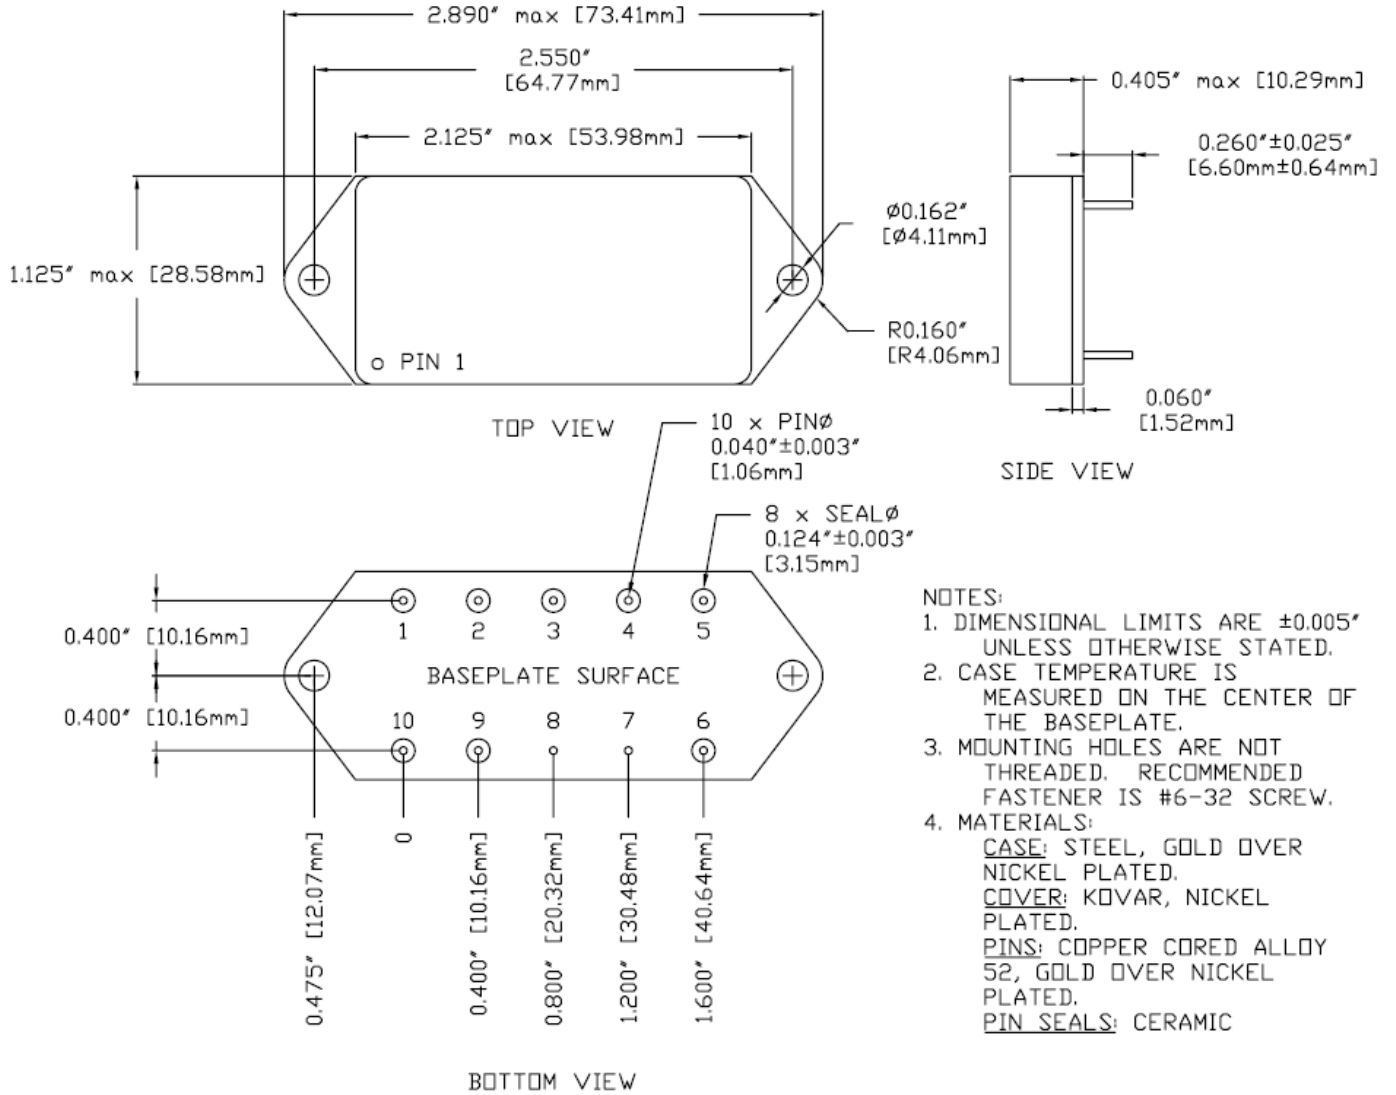 2.890" max [73.41mm]
2.550"
[64.77mm]
2.125" max [53.98mm]
1.125" max [28.58mm]
Ø0.162"
[Ø4.11mm]
R0.160"
[R4.06mm]
PIN 1
TOP VIEW
0.405" max [10.29mm]
0.260"±0.025"
[6.60mm±0.64mm]
0.060"
[1.52mm]
SIDE VIEW
10 x PINØ
0.040"±0.003"
[1.06mm]
8 x SEALØ
0.124"±0.003"
[3.15mm]
0.400" [10.16mm]
0.400" [10.16mm]
1 2 3 4 5
BASEPLATE SURFACE
10 9 8 7 6
0.475" [12.07mm]
0
0.400" [10.16mm]
0.800" [20.32mm]
1.200" [30.48mm]
1.600" [40.64mm]
BOTTOM VIEW
NOTES:
1. DIMENSIONAL LIMITS ARE ±0.005"
UNLESS OTHERWISE STATED.
2. CASE TEMPERATURE IS
MEASURED ON THE CENTER OF
THE BASEPLATE.
3. MOUNTING HOLES ARE NOT
THREADED. RECOMMENDED
FASTENER IS #6-32 SCREW.
4. MATERIALS:
CASE: STEEL, GOLD OVER
NICKEL PLATED.
COVER: KOVAR, NICKEL
PLATED.
PINS: COPPER CORED ALLOY
52, GOLD OVER NICKEL
PLATED.
PIN SEALS: CERAMIC